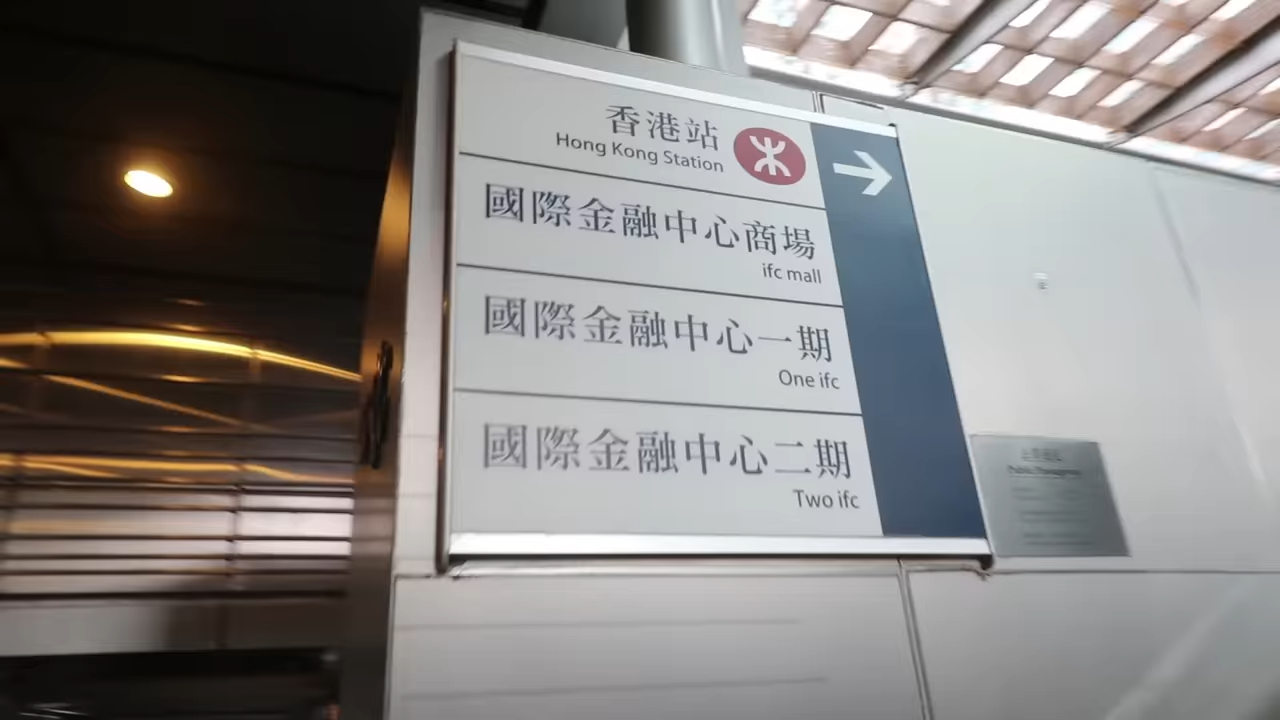 香港站
Hong Kong Station
國際金融中心商場
ifc mall
國際金融中心一期
One ifc
國際金融中心二期
Two ifc